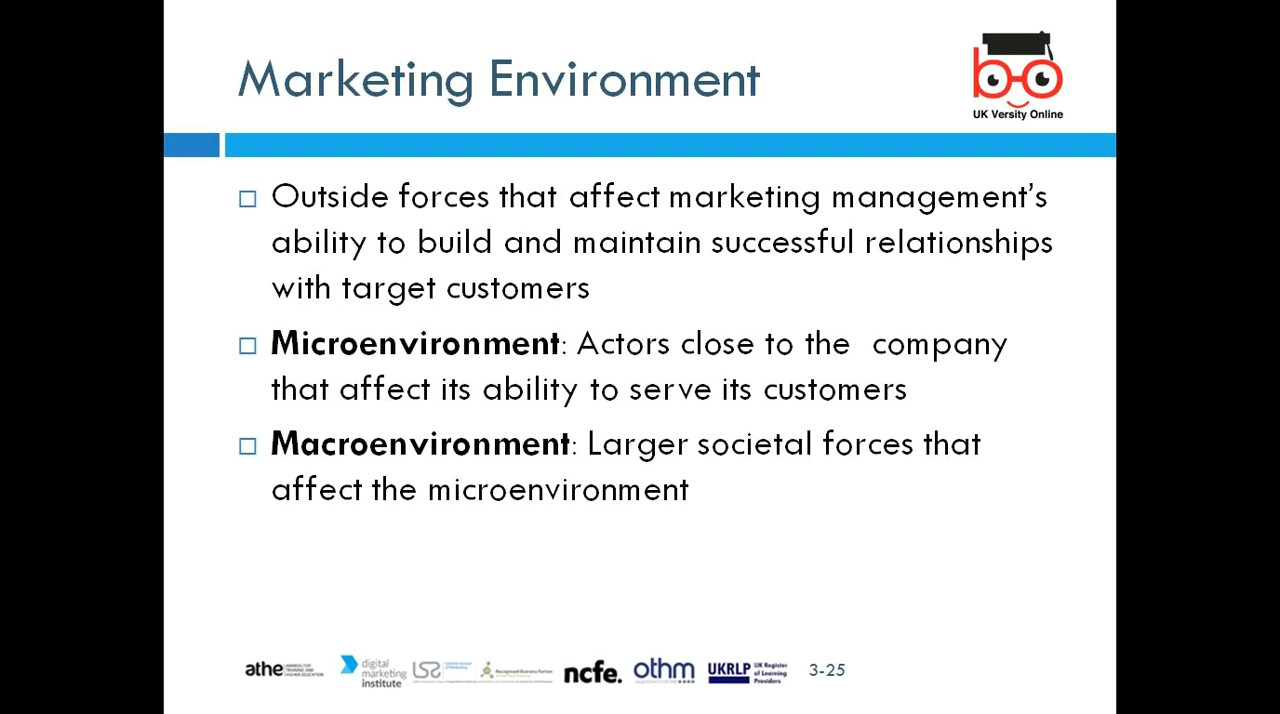 Marketing Environment
UK Versity Online
Outside forces that affect marketing management’s
ability to build and maintain successful relationships
with target customers
Microenvironment: Actors close to the  company
that affect its ability to serve its customers
Macroenvironment: Larger societal forces that
affect the microenvironment
athe
digital
marketing
institute
Recognised Business Partner
ncfe.
othm
UKRLP UK Register
of Learning
Providers
3-25